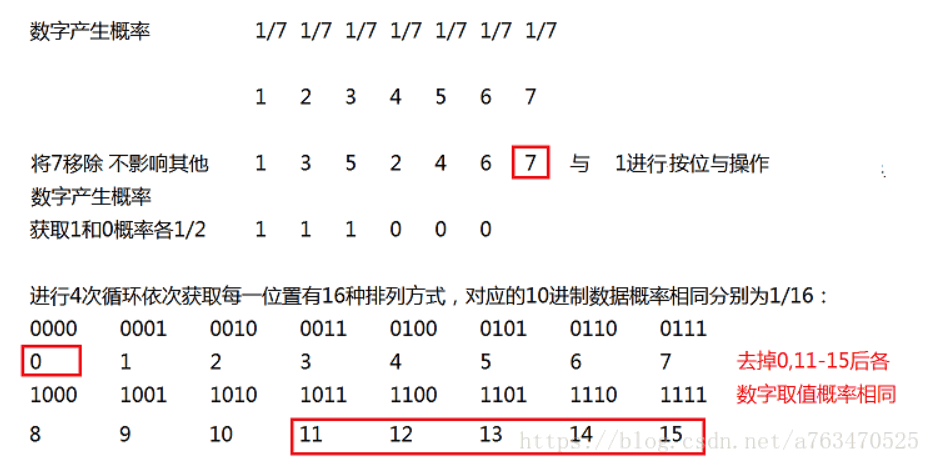 数字产生概率 1/7 1/7 1/7 1/7 1/7 1/7 1/7
1 2 3 4 5 6 7
将7移除 不影响其他 1 3 5 2 4 6 7 与 1进行按位与操作
数字产生概率
获取1和0概率各1/2 1 1 1 0 0 0
进行4次循环依次获取每一位置有16种排列方式，对应的10进制数据概率相同分别为1/16：
0000 0001 0010 0011 0100 0101 0110 0111
0 1 2 3 4 5 6 7 去掉0,11-15后各
1000 1001 1010 1011 1100 1101 1110 1111 数字取值概率相同
8 9 10 11 12 13 14 15
https://blog.csdn.net/a763470525